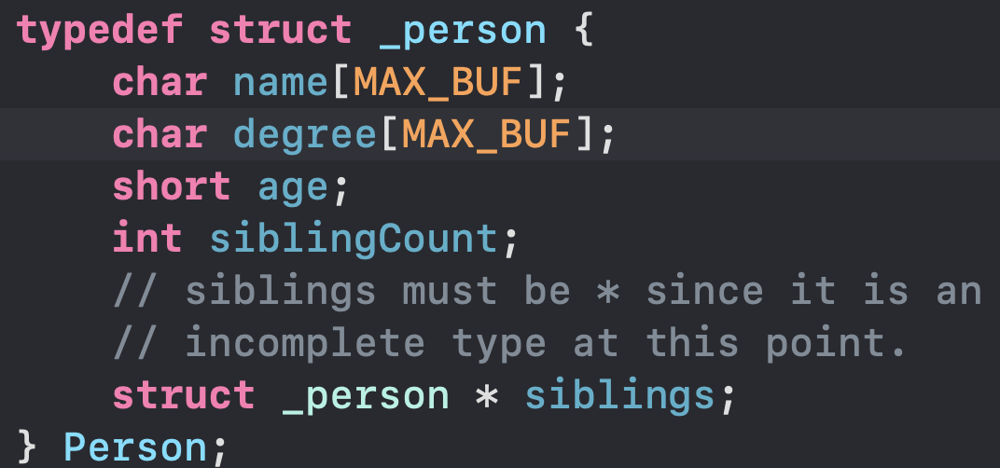 typedef struct _person {
    char name[MAX_BUF];
    char degree[MAX_BUF];
    short age;
    int siblingCount;
    // siblings must be * since it is an
    // incomplete type at this point.
    struct _person * siblings;
} Person;